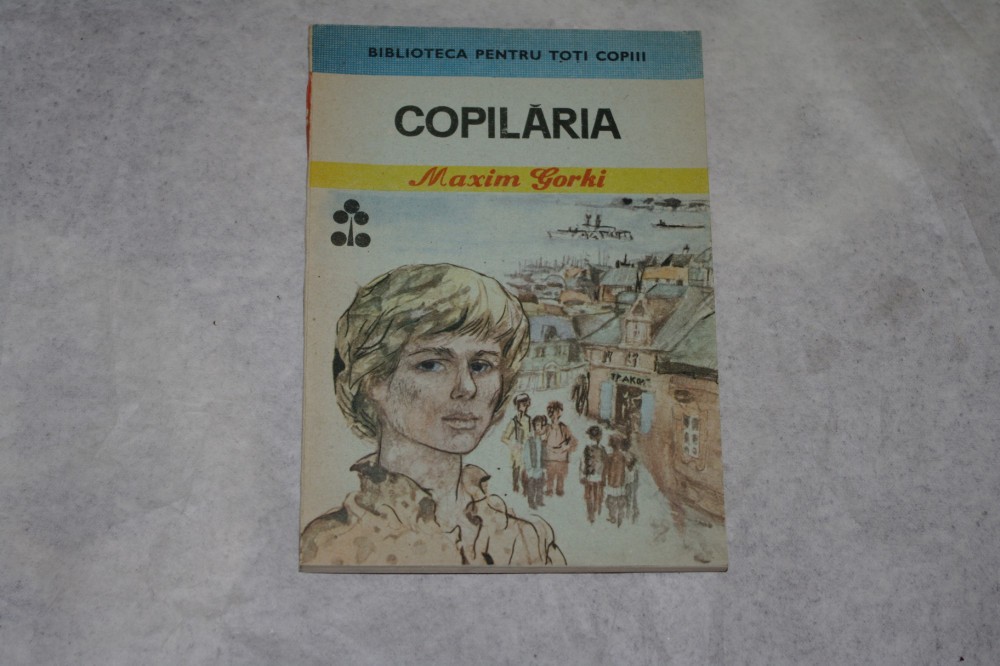 BIBLIOTECA PENTRU TOȚI COPIII
COPILĂRIA
Maxim Gorki